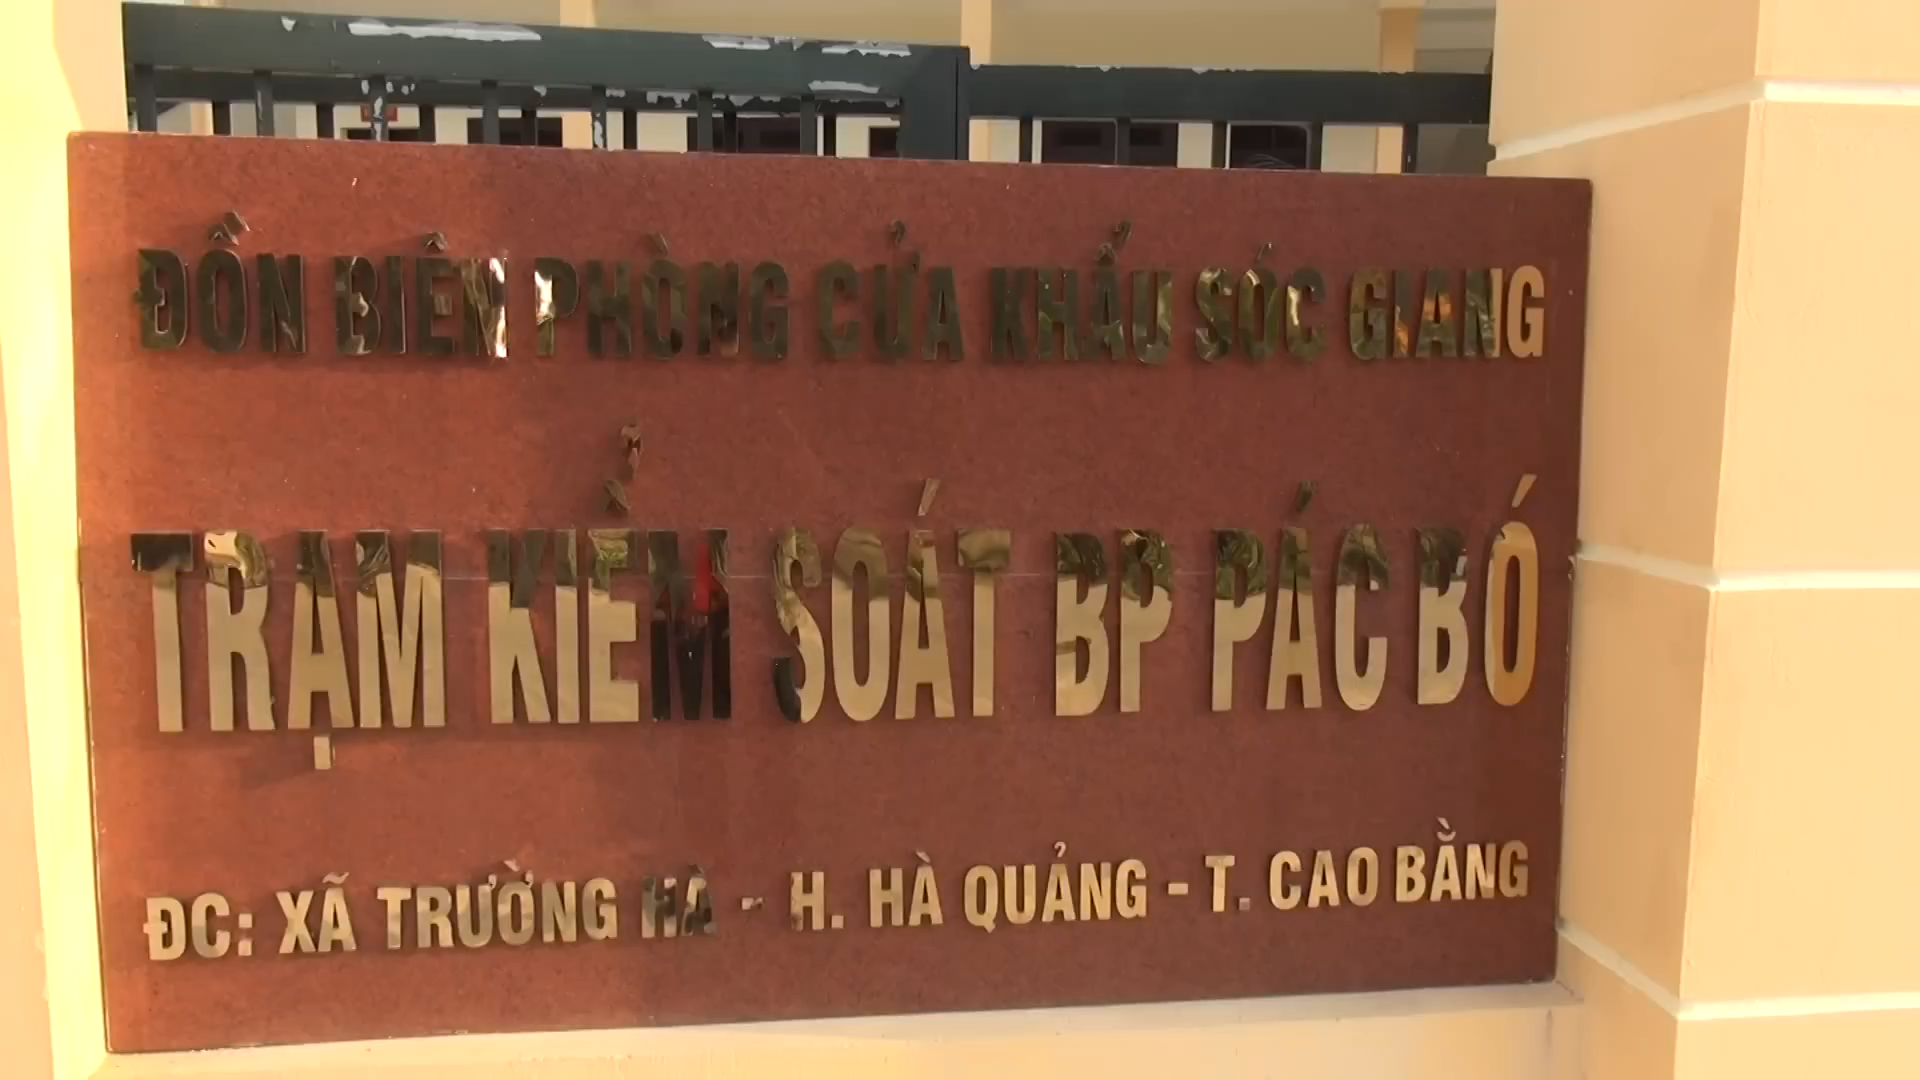 ĐỒN BIÊN PHÒNG CỬA KHẨU SÓC GIANG
TRẠM KIỂM SOÁT BP PÁC BÓ
ĐC: XÃ TRƯỜNG HÀ - H. HÀ QUẢNG - T. CAO BẰNG